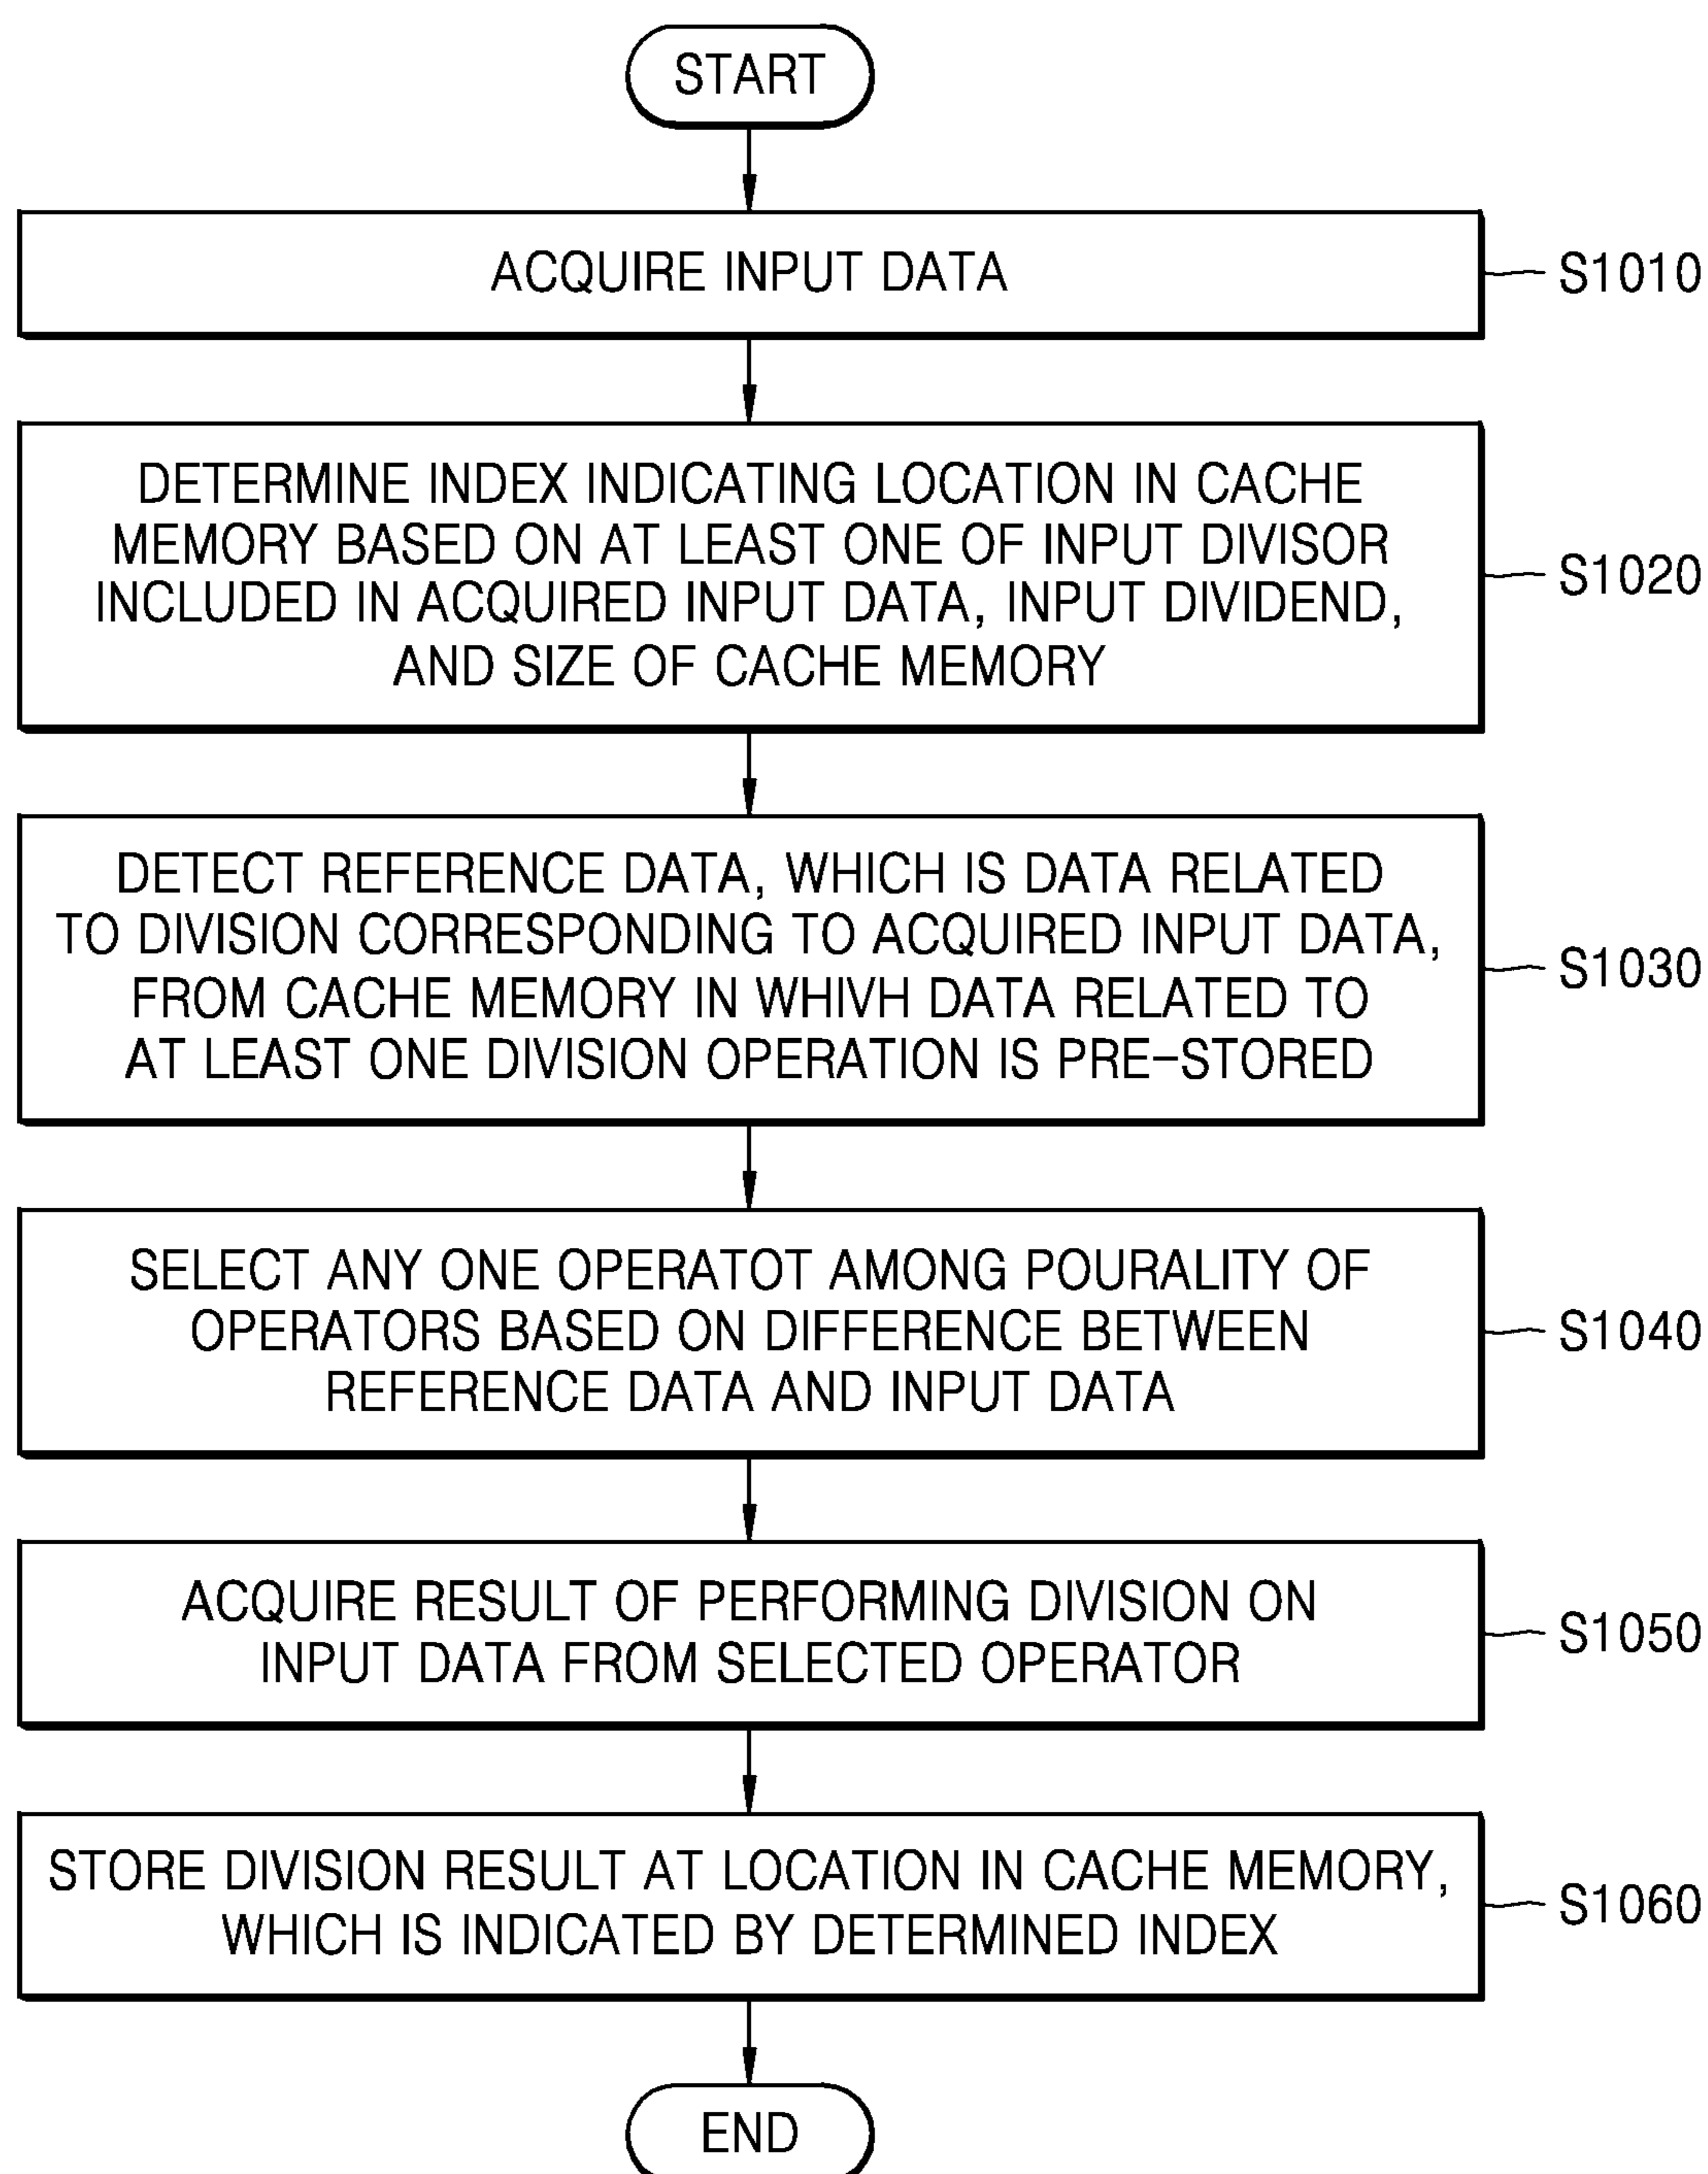 START
ACQUIRE INPUT DATA
S1010
DETERMINE INDEX INDICATING LOCATION IN CACHE
MEMORY BASED ON AT LEAST ONE OF INPUT DIVISOR
INCLUDED IN ACQUIRED INPUT DATA, INPUT DIVIDEND,
AND SIZE OF CACHE MEMORY
S1020
DETECT REFERENCE DATA, WHICH IS DATA RELATED
TO DIVISION CORRESPONDING TO ACQUIRED INPUT DATA,
FROM CACHE MEMORY IN WHIVH DATA RELATED TO
AT LEAST ONE DIVISION OPERATION IS PRE-STORED
S1030
SELECT ANY ONE OPERATOT AMONG POURALITY OF
OPERATORS BASED ON DIFFERENCE BETWEEN
REFERENCE DATA AND INPUT DATA
S1040
ACQUIRE RESULT OF PERFORMING DIVISION ON
INPUT DATA FROM SELECTED OPERATOR
S1050
STORE DIVISION RESULT AT LOCATION IN CACHE MEMORY,
WHICH IS INDICATED BY DETERMINED INDEX
S1060
END